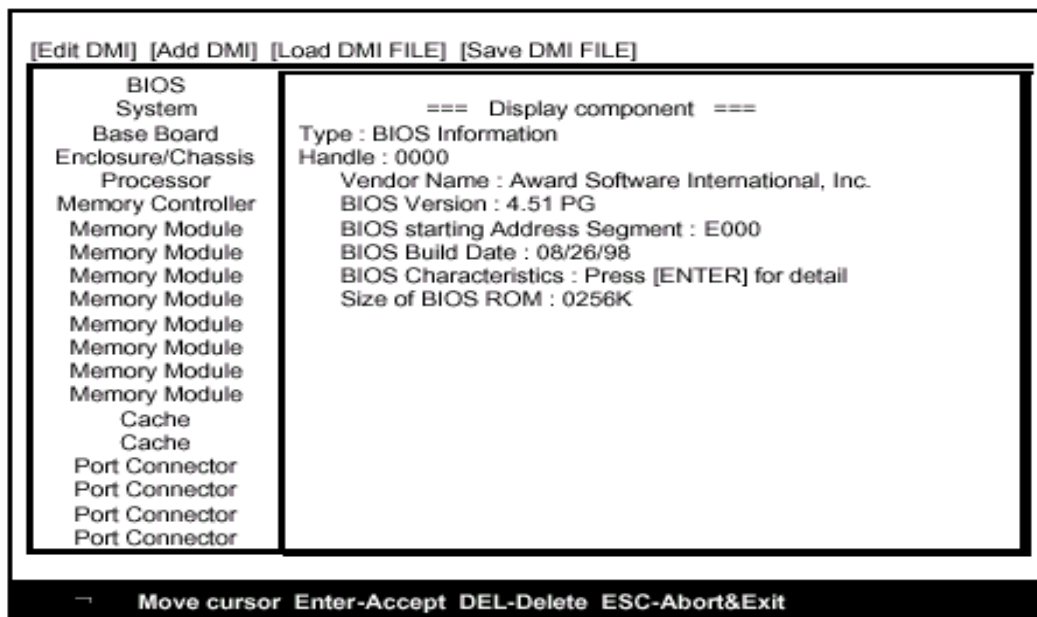 [Edit DMI] [Add DMI] [Load DMI FILE] [Save DMI FILE]
BIOS
System
Base Board
Enclosure/Chassis
Processor
Memory Controller
Memory Module
Memory Module
Memory Module
Memory Module
Memory Module
Memory Module
Memory Module
Memory Module
Cache
Cache
Port Connector
Port Connector
Port Connector
Port Connector
=== Display component ===
Type : BIOS Information
Handle : 0000
Vendor Name : Award Software International, Inc.
BIOS Version : 4.51 PG
BIOS starting Address Segment : E000
BIOS Build Date : 08/26/98
BIOS Characteristics : Press [ENTER] for detail
Size of BIOS ROM : 0256K
¬ Move cursor Enter-Accept DEL-Delete ESC-Abort&Exit